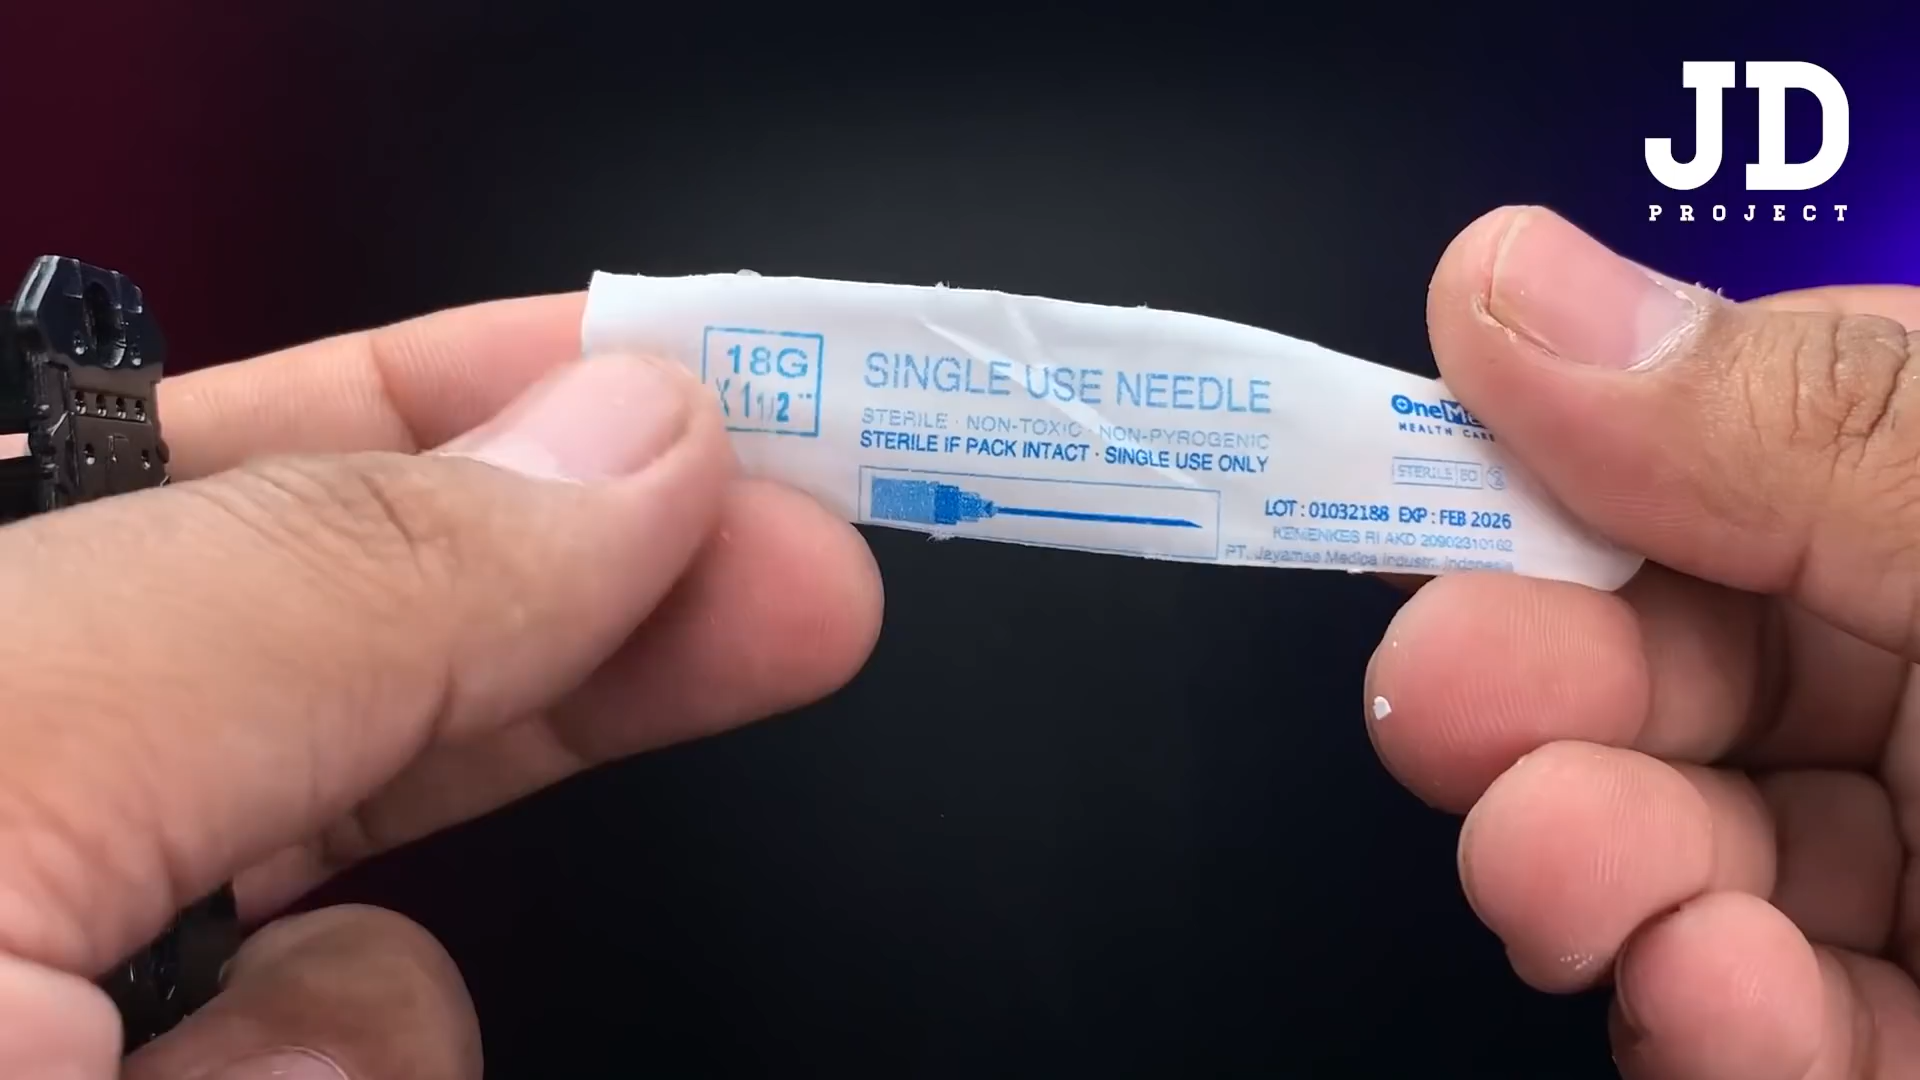 JD
PROJECT
18G
X 1 1/2"
SINGLE USE NEEDLE
STERILE · NON-TOXIC · NON-PYROGENIC
STERILE IF PACK INTACT · SINGLE USE ONLY
OneMe
HEALTH CARE
STERILE EO
LOT : 01032188 EXP : FEB 2026
KEMENKES RI AKD 20902310162
PT. Jayamas Medica Industri, Indonesia